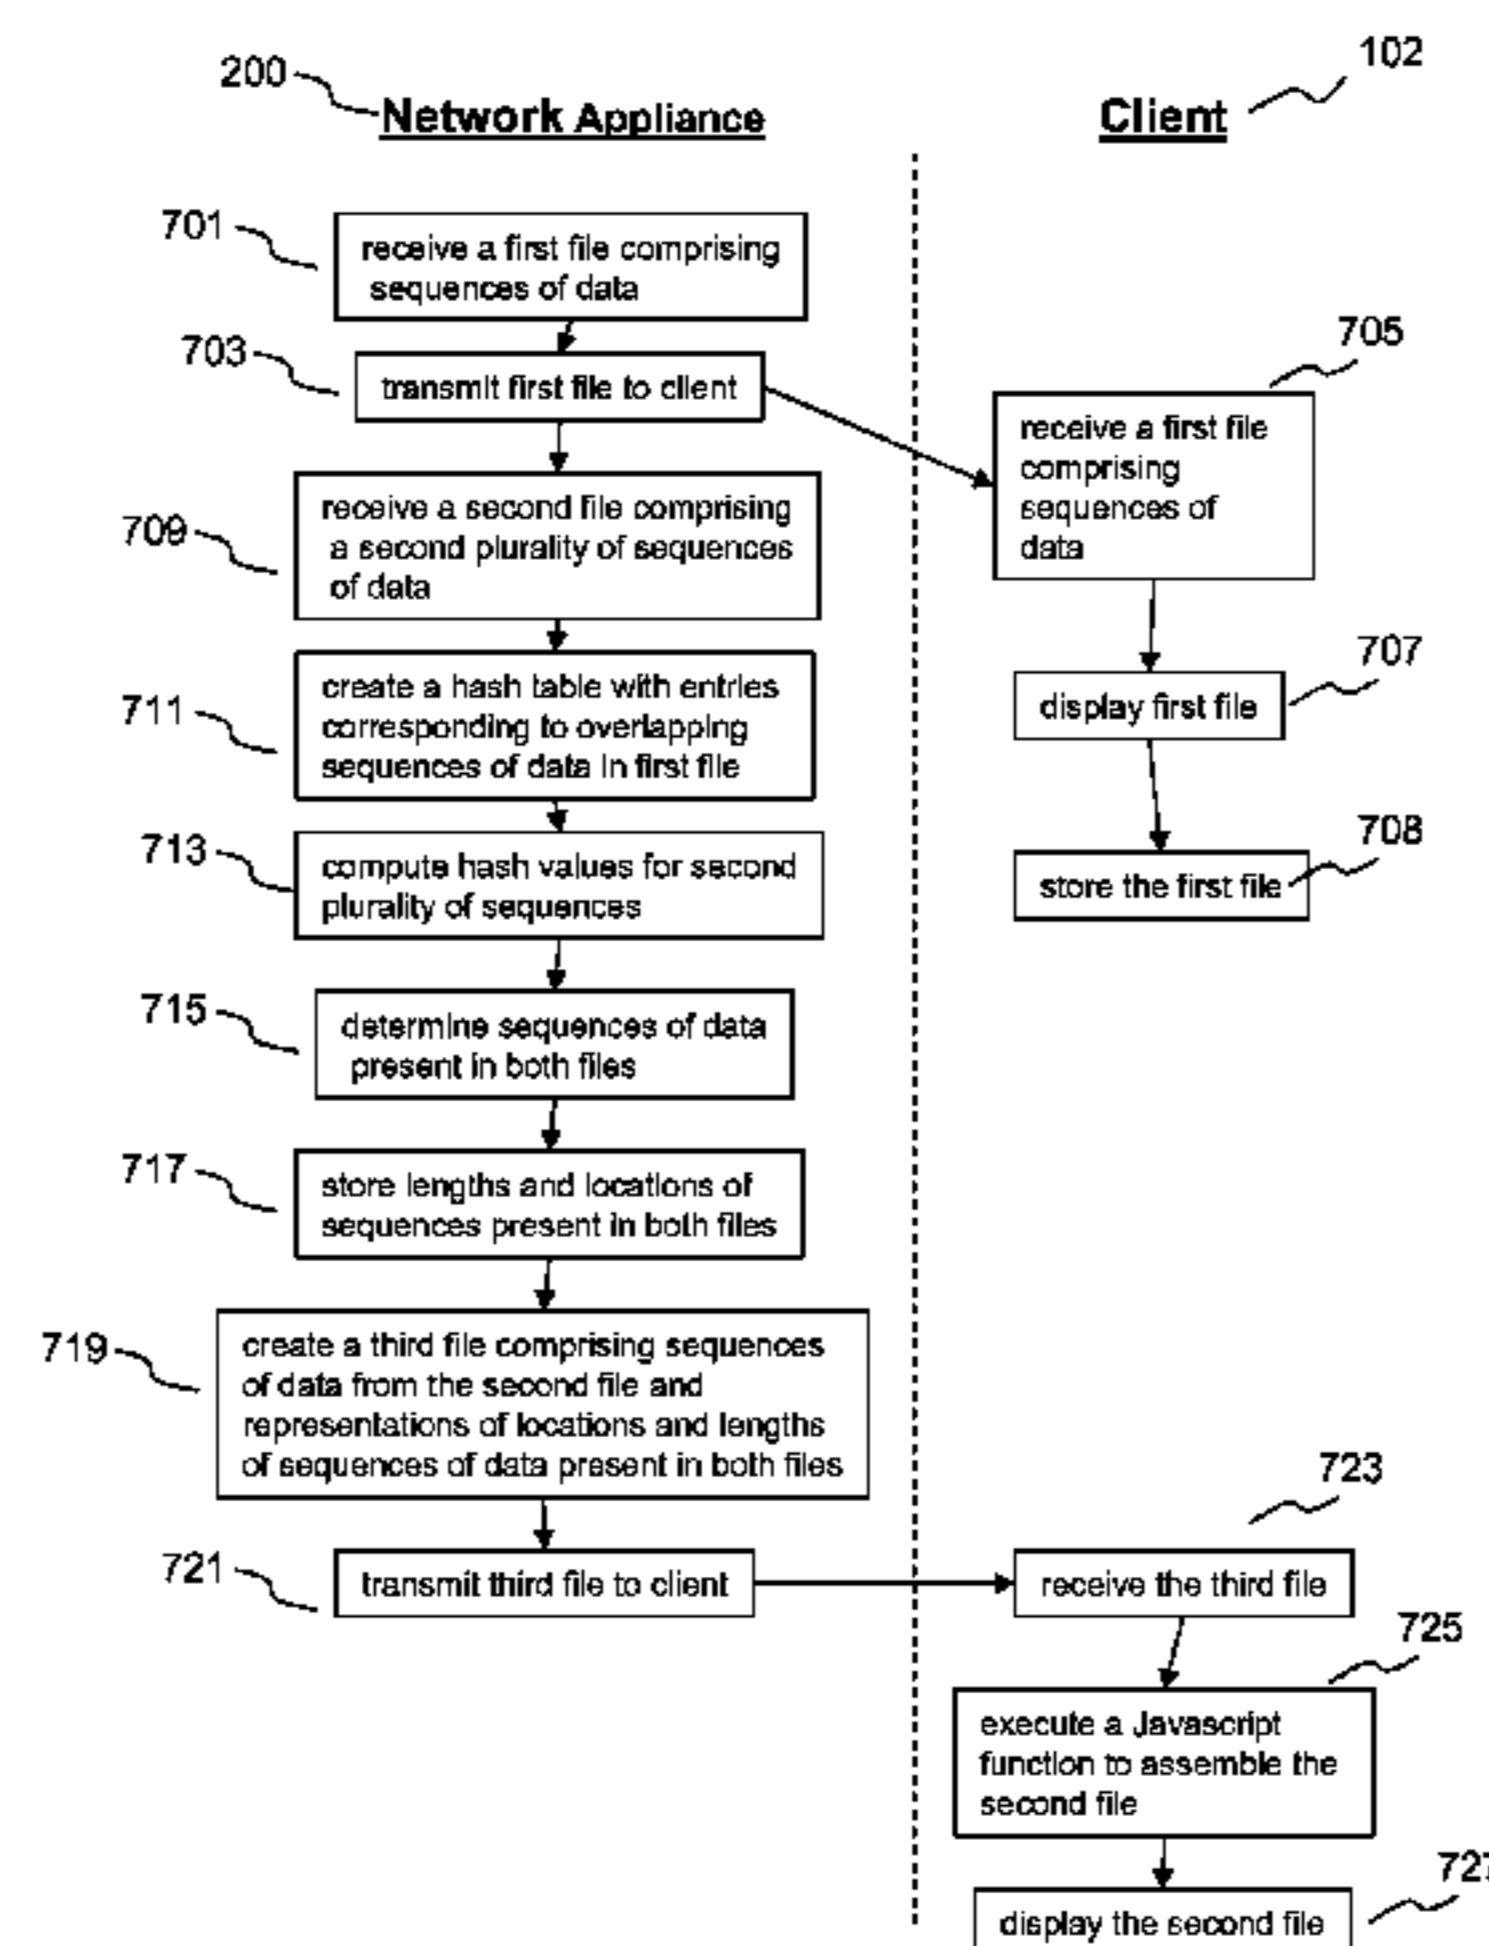 200
Network Appliance
102
Client
701
receive a first file comprising
sequences of data
703
transmit first file to client
705
receive a first file
comprising
sequences of
data
709
receive a second file comprising
a second plurality of sequences
of data
707
display first file
711
create a hash table with entries
corresponding to overlapping
sequences of data in first file
708
store the first file
713
compute hash values for second
plurality of sequences
715
determine sequences of data
present in both files
717
store lengths and locations of
sequences present in both files
719
create a third file comprising sequences
of data from the second file and
representations of locations and lengths
of sequences of data present in both files
721
transmit third file to client
723
receive the third file
725
execute a Javascript
function to assemble the
second file
727
display the second file